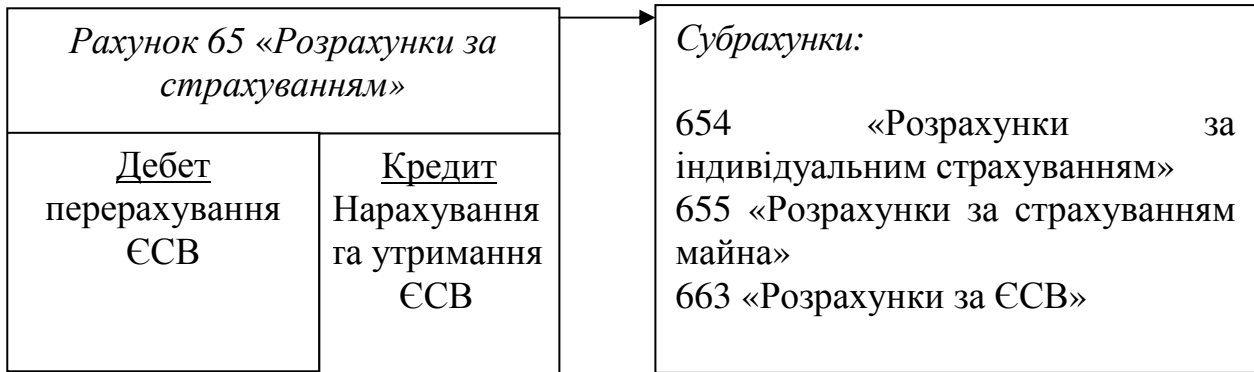 Рахунок 65 «Розрахунки за
страхуванням»
Дебет
перерахування
ЄСВ
Кредит
Нарахування
та утримання
ЄСВ
Субрахунки:
654 «Розрахунки за
індивідуальним страхуванням»
655 «Розрахунки за страхуванням
майна»
663 «Розрахунки за ЄСВ»